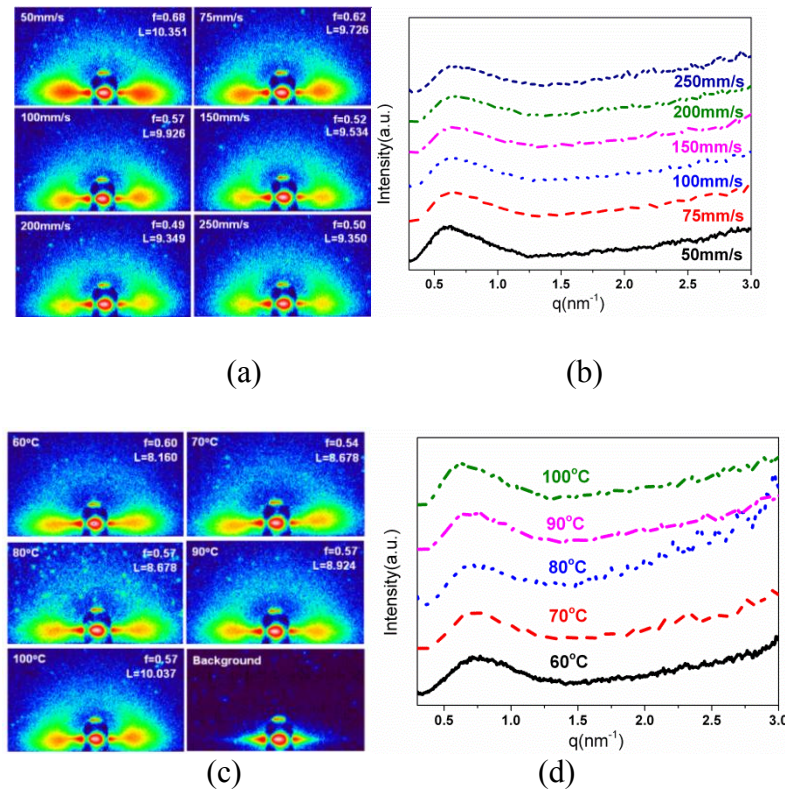 50mm/s f=0.68
L=10.351
75mm/s f=0.62
L=9.726
100mm/s f=0.57
L=9.926
150mm/s f=0.52
L=9.534
200mm/s f=0.49
L=9.349
250mm/s f=0.50
L=9.350
(a)
Intensity(a.u.)
250mm/s
200mm/s
150mm/s
100mm/s
75mm/s
50mm/s
0.5 1.0 1.5 2.0 2.5 3.0
q(nm⁻¹)
(b)
60°C f=0.60
L=8.160
70°C f=0.54
L=8.678
80°C f=0.57
L=8.678
90°C f=0.57
L=8.924
100°C f=0.57
L=10.037
Background
(c)
Intensity(a.u.)
100°C
90°C
80°C
70°C
60°C
0.5 1.0 1.5 2.0 2.5 3.0
q(nm⁻¹)
(d)